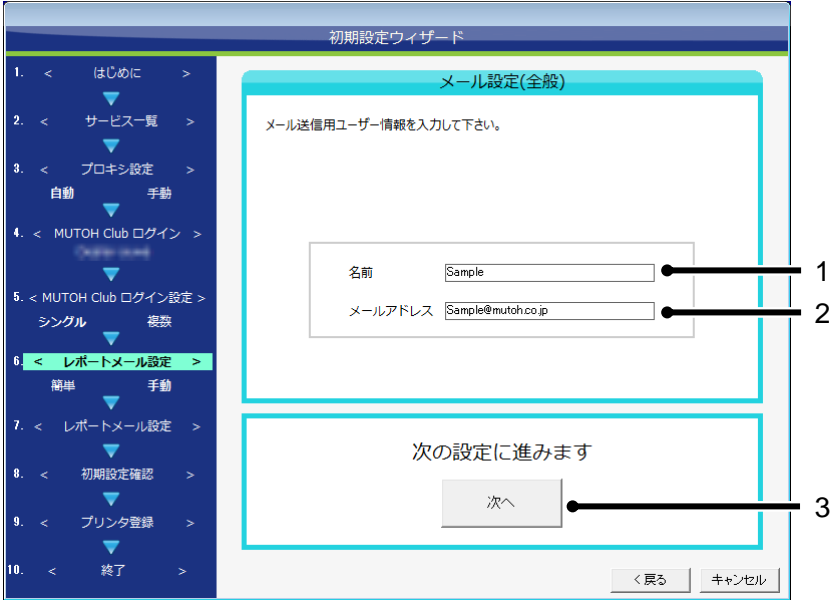 初期設定ウィザード
1. < はじめに >
2. < サービス一覧 >
3. < プロキシ設定 >
自動 手動
4. < MUTOH Club ログイン >
5. < MUTOH Club ログイン設定 >
シングル 複数
6. < レポートメール設定 >
簡単 手動
7. < レポートメール設定 >
8. < 初期設定確認 >
9. < プリンタ登録 >
10. < 終了 >
メール設定(全般)
メール送信用ユーザー情報を入力して下さい。
名前 Sample 1
メールアドレス Sample@mutoh.co.jp 2
次の設定に進みます
次へ 3
<戻る キャンセル